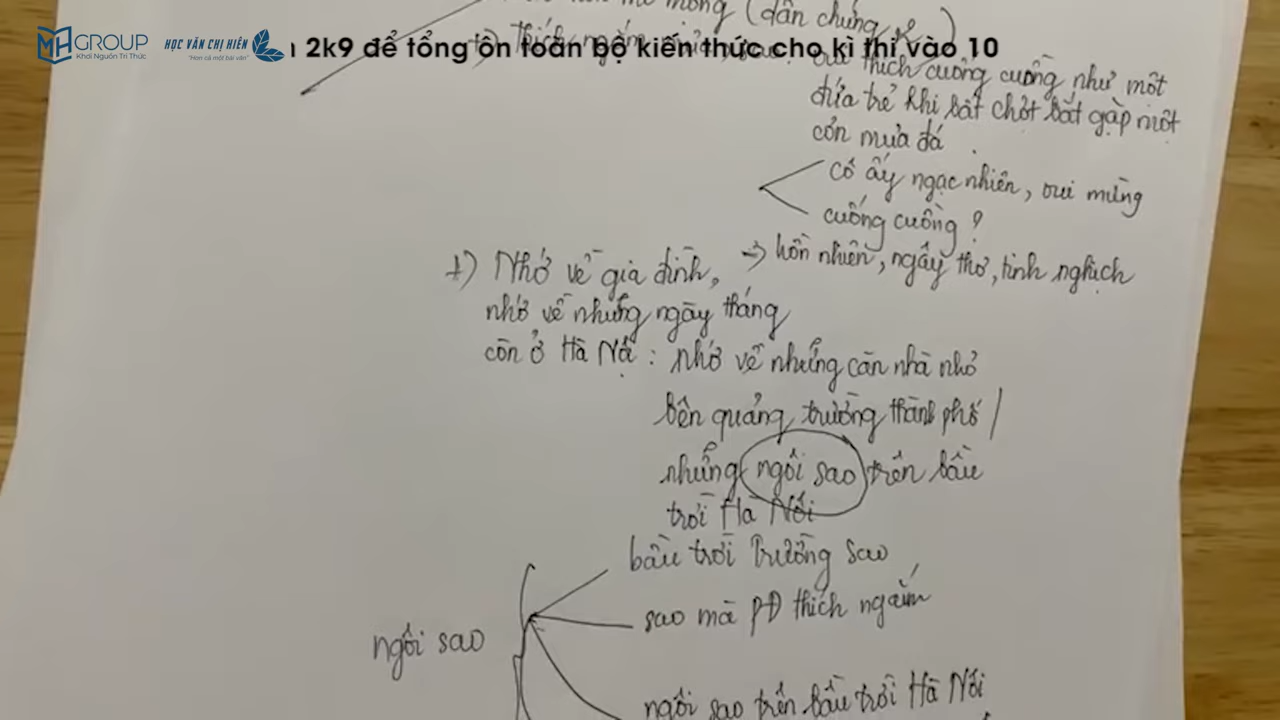 mộng (dẫn chứng
MH GROUP
Khơi Nguồn Tri Thức
HỌC VĂN CHỊ HIÊN
"Hơn cả một bài văn"
2k9 để tổng ôn toàn bộ kiến thức cho kì thi vào 10
+) Thích ngắm
vui thích cuống cuồng như một
đứa trẻ khi bất chợt bắt gặp một
cơn mưa đá
cô ấy ngạc nhiên, vui mừng
cuống cuồng ?
-> hồn nhiên, ngây thơ, tinh nghịch
+) Nhớ về gia đình,
nhớ về những ngày tháng
còn ở Hà Nội : nhớ về những căn nhà nhỏ
bên quảng trường thành phố /
những ngôi sao trên bầu
trời Hà Nội
bầu trời Trường Sao
ngôi sao
sao mà PĐ thích ngắm
ngôi sao trên bầu trời Hà Nội